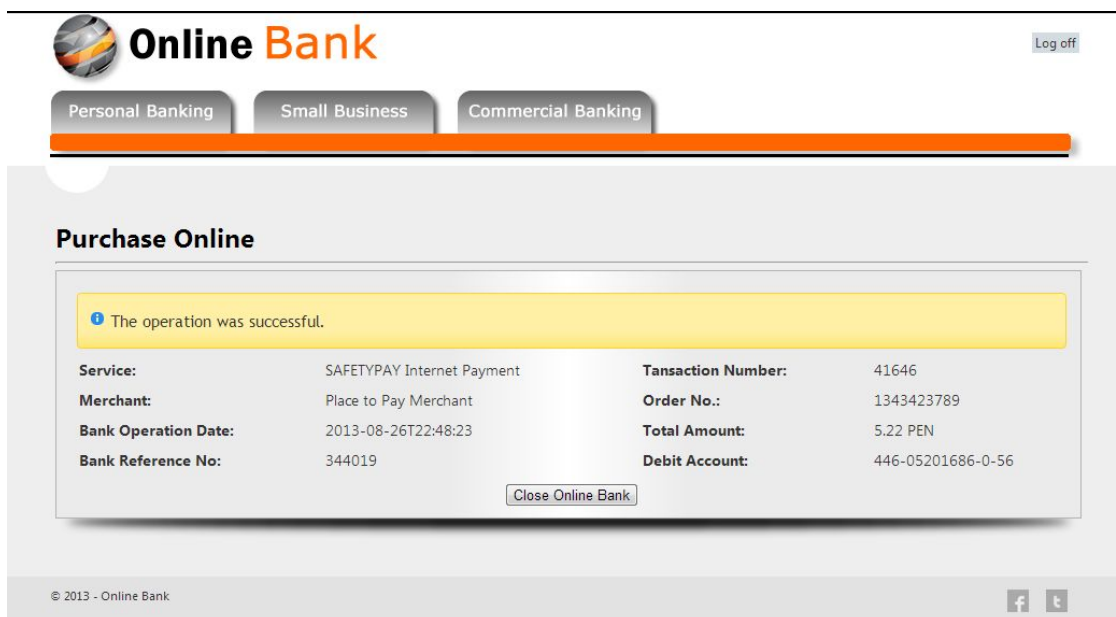 Online Bank
Log off
Personal Banking
Small Business
Commercial Banking
Purchase Online
The operation was successful.
Service: SAFETYPAY Internet Payment Tansaction Number: 41646
Merchant: Place to Pay Merchant Order No.: 1343423789
Bank Operation Date: 2013-08-26T22:48:23 Total Amount: 5.22 PEN
Bank Reference No: 344019 Debit Account: 446-05201686-0-56
Close Online Bank
© 2013 - Online Bank